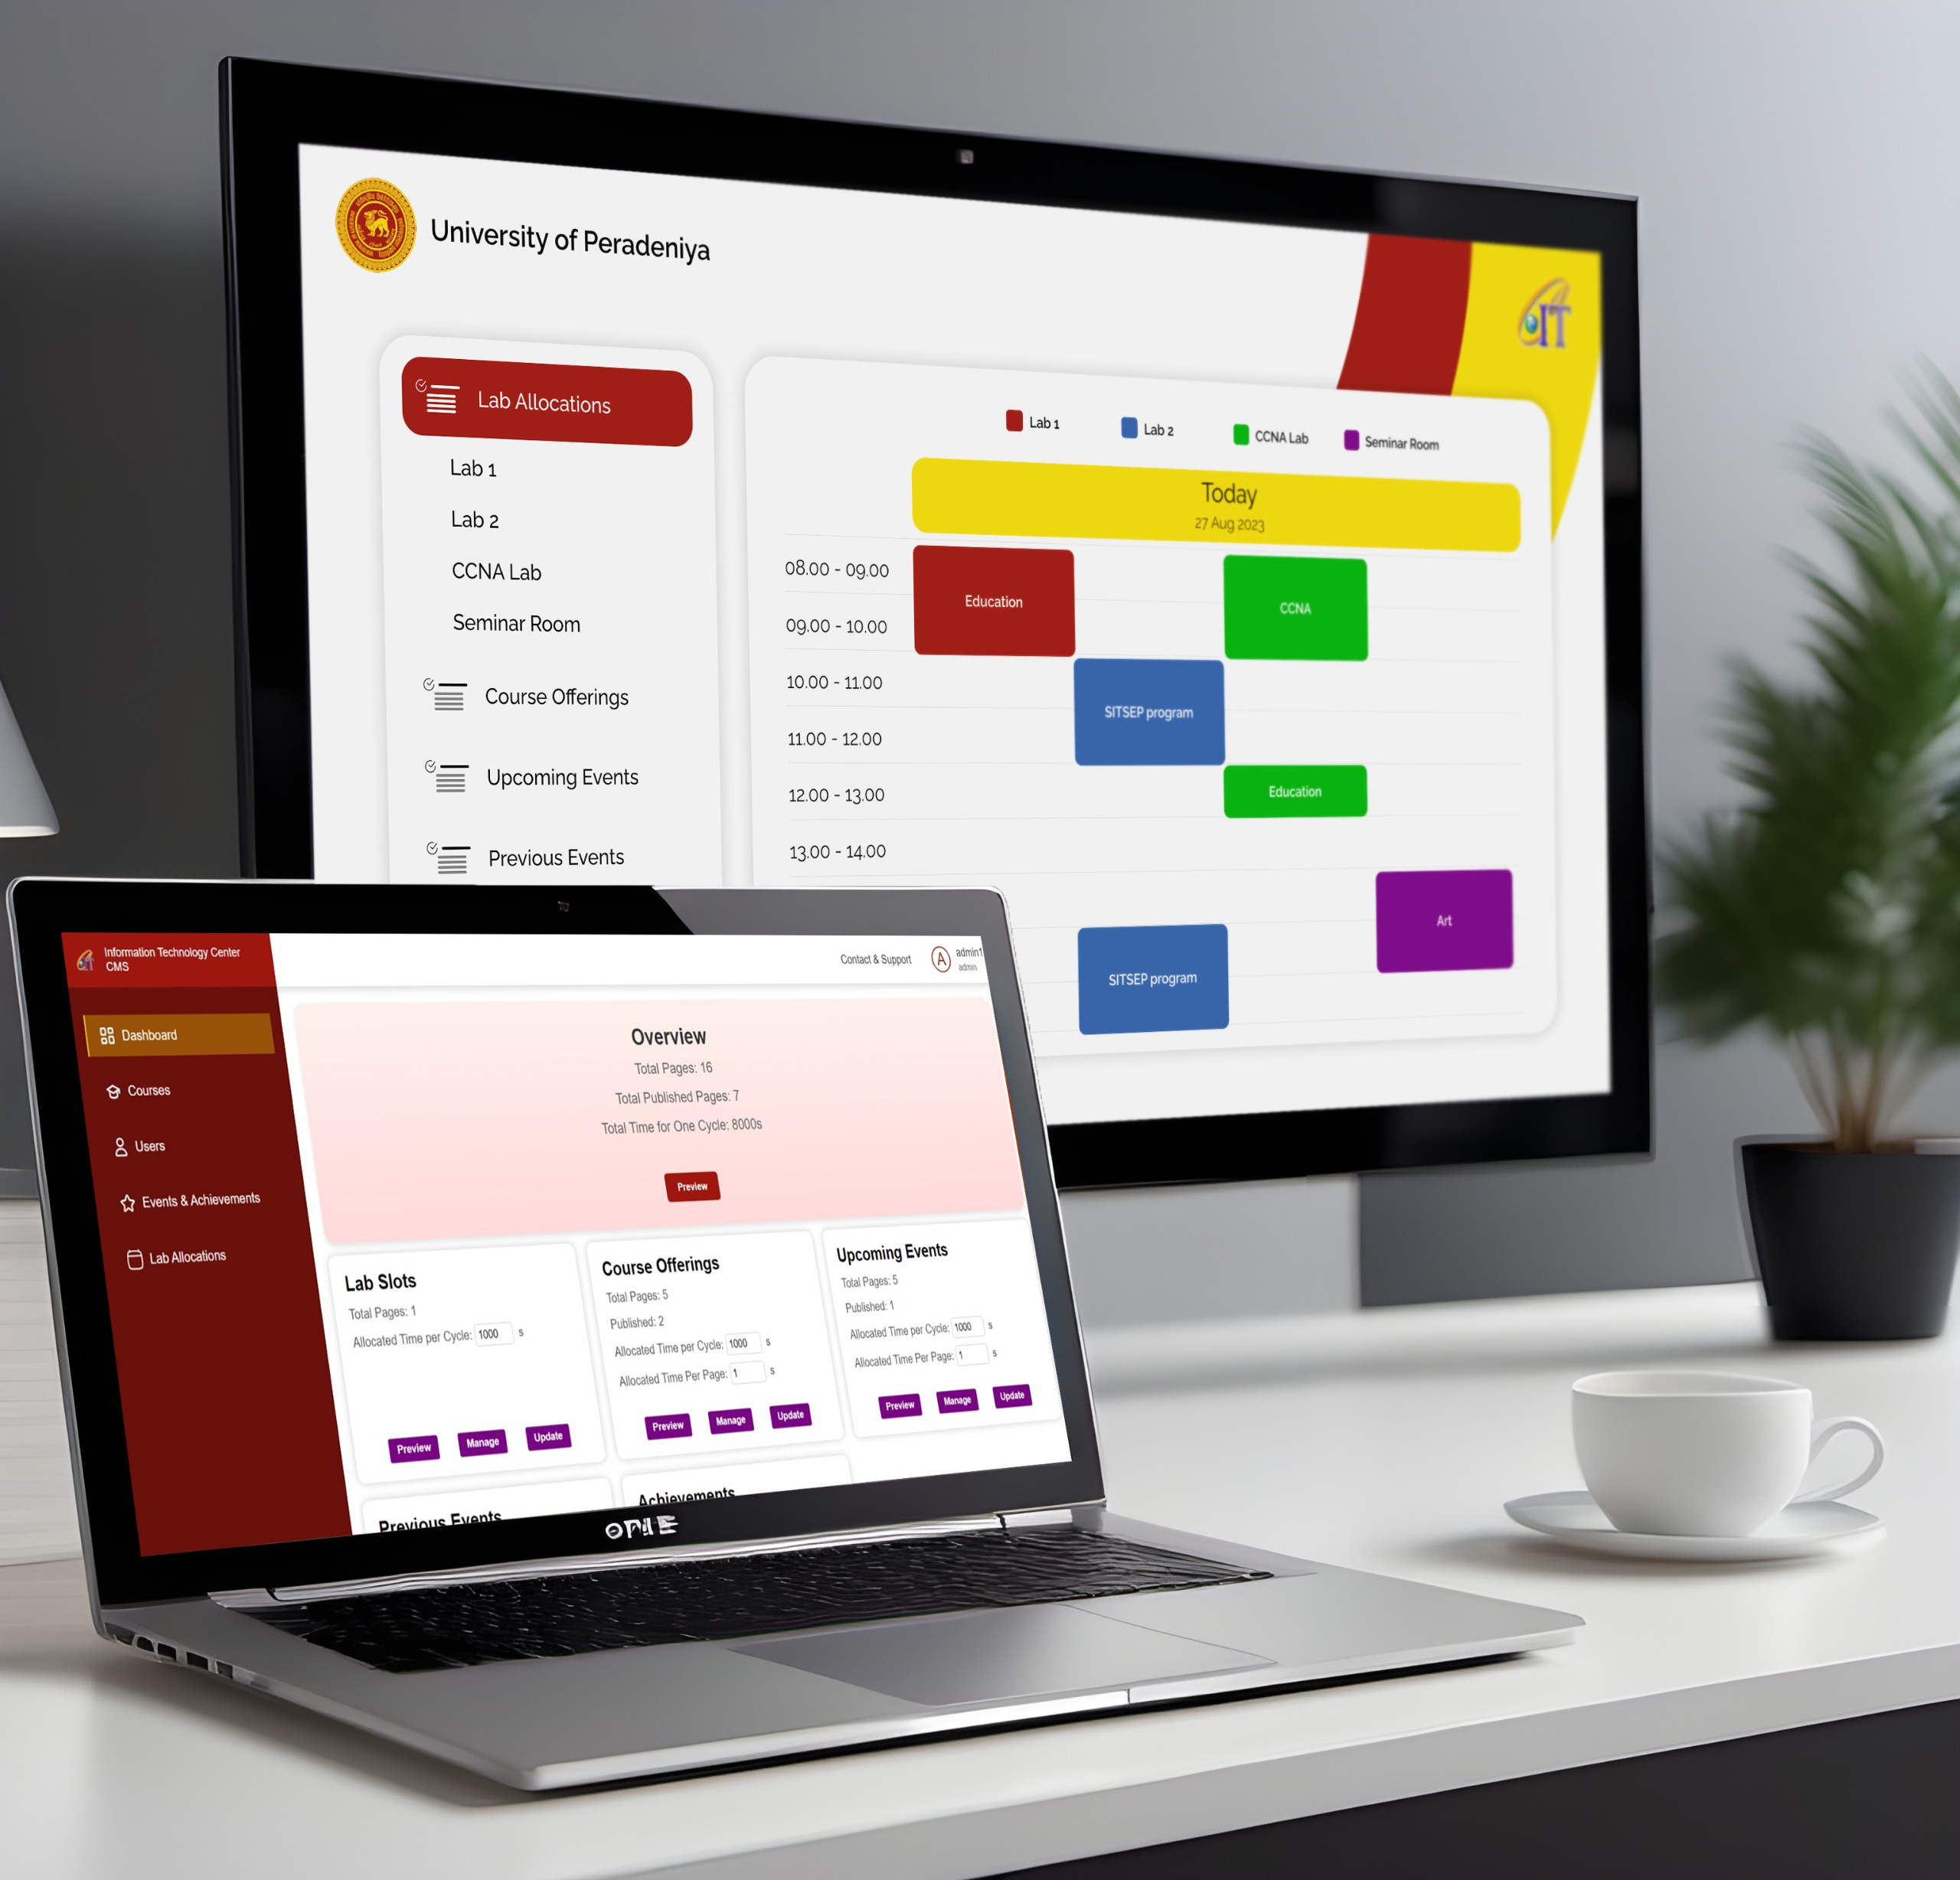 University of Peradeniya
IT
Lab Allocations
Lab 1
Lab 2
CCNA Lab
Seminar Room
Course Offerings
Upcoming Events
Previous Events
Lab 1
Lab 2
CCNA Lab
Seminar Room
Today
27 Aug 2023
08.00 - 09.00
09.00 - 10.00
10.00 - 11.00
11.00 - 12.00
12.00 - 13.00
13.00 - 14.00
Education
CCNA
SITSEP program
Education
Art
SITSEP program
Information Technology Center
CMS
Contact & Support
A
admin1
admin
Dashboard
Courses
Users
Events & Achievements
Lab Allocations
Overview
Total Pages: 16
Total Published Pages: 7
Total Time for One Cycle: 8000s
Preview
Lab Slots
Total Pages: 1
Allocated Time per Cycle: 1000 s
Preview Manage Update
Course Offerings
Total Pages: 5
Published: 2
Allocated Time per Cycle: 1000 s
Allocated Time Per Page: 1 s
Preview Manage Update
Upcoming Events
Total Pages: 5
Published: 1
Allocated Time per Cycle: 1000 s
Allocated Time Per Page: 1 s
Preview Manage Update
Previous Events
Achievements